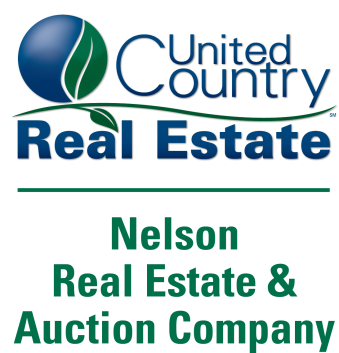 United
Country
Real Estate
SM
Nelson
Real Estate &
Auction Company